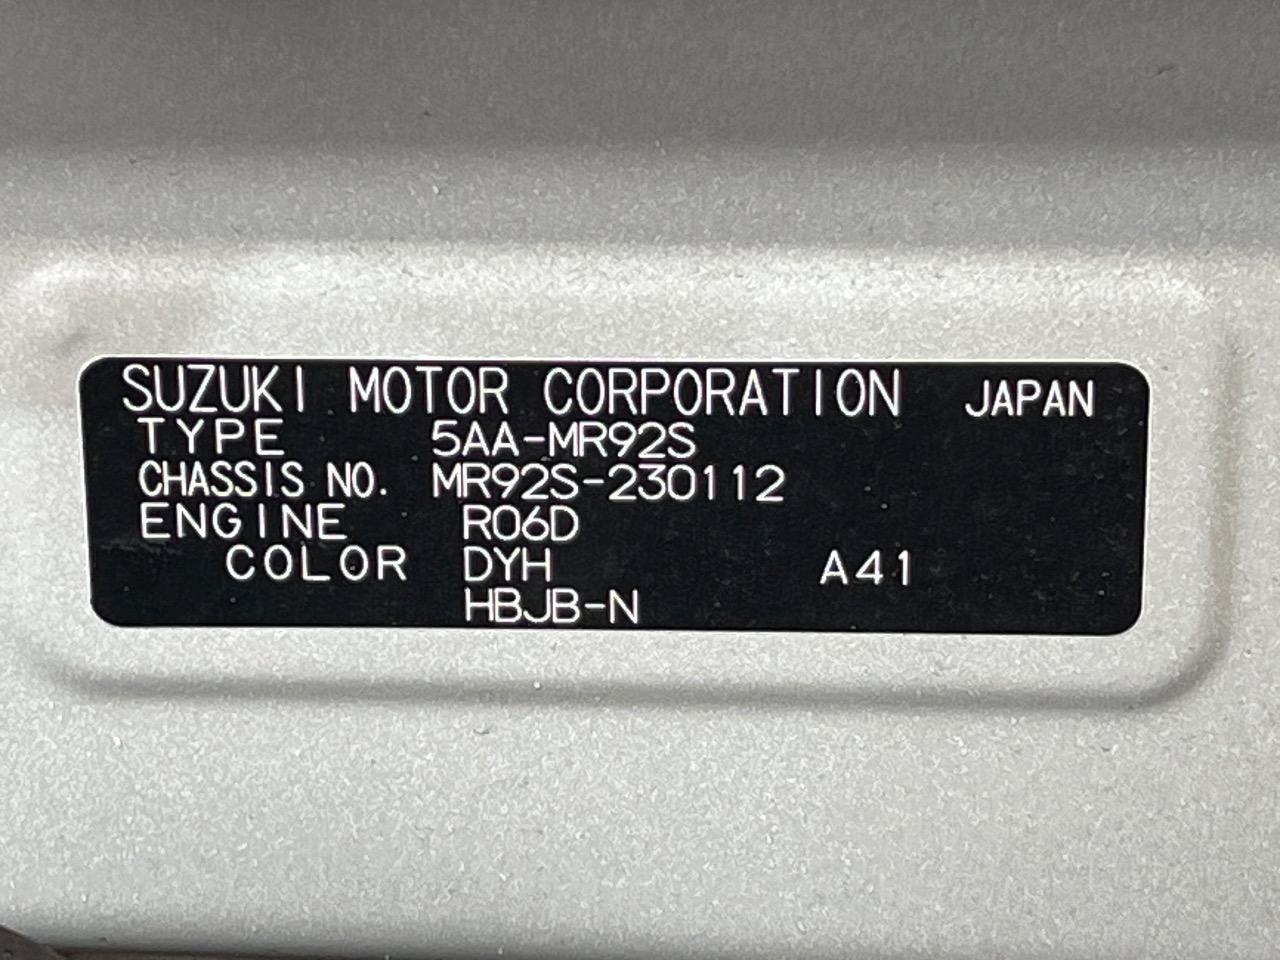 SUZUKI MOTOR CORPORATION JAPAN
TYPE 5AA-MR92S
CHASSIS NO. MR92S-230112
ENGINE R06D
COLOR DYH A41
HBJB-N